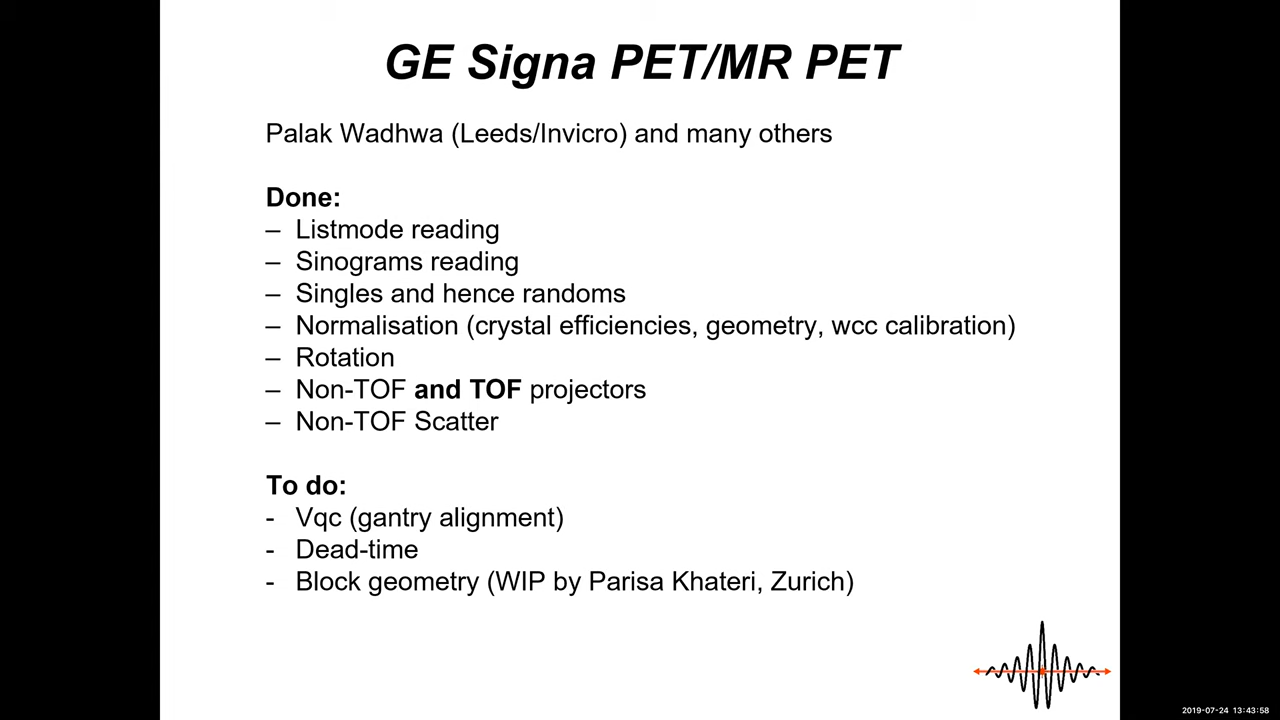 GE Signa PET/MR PET
Palak Wadhwa (Leeds/Invicro) and many others
Done:
– Listmode reading
– Sinograms reading
– Singles and hence randoms
– Normalisation (crystal efficiencies, geometry, wcc calibration)
– Rotation
– Non-TOF and TOF projectors
– Non-TOF Scatter
To do:
- Vqc (gantry alignment)
- Dead-time
- Block geometry (WIP by Parisa Khateri, Zurich)
2019-07-24 13:43:58